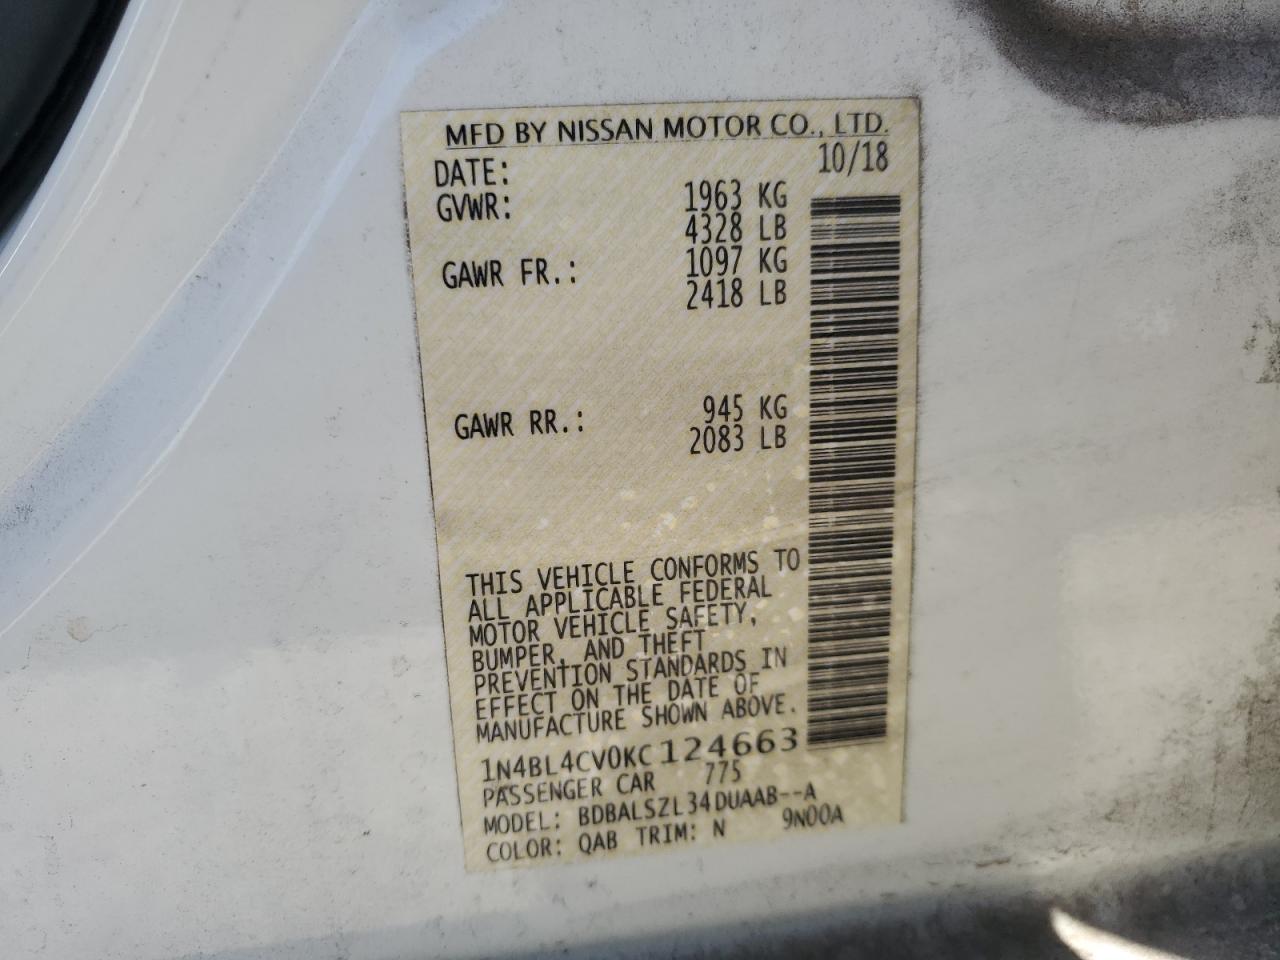 MFD BY NISSAN MOTOR CO., LTD.
DATE: 10/18
GVWR: 1963 KG
4328 LB
GAWR FR.: 1097 KG
2418 LB
GAWR RR.: 945 KG
2083 LB
THIS VEHICLE CONFORMS TO
ALL APPLICABLE FEDERAL
MOTOR VEHICLE SAFETY,
BUMPER, AND THEFT
PREVENTION STANDARDS IN
EFFECT ON THE DATE OF
MANUFACTURE SHOWN ABOVE.
1N4BL4CV0KC124663
PASSENGER CAR 775
MODEL: BDBALSZL34DUAAB--A
COLOR: QAB TRIM: N 9N00A